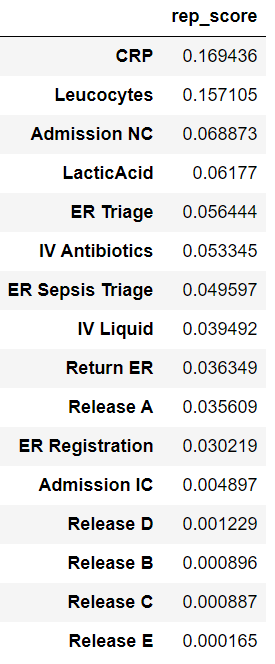 rep_score
CRP 0.169436
Leucocytes 0.157105
Admission NC 0.068873
LacticAcid 0.06177
ER Triage 0.056444
IV Antibiotics 0.053345
ER Sepsis Triage 0.049597
IV Liquid 0.039492
Return ER 0.036349
Release A 0.035609
ER Registration 0.030219
Admission IC 0.004897
Release D 0.001229
Release B 0.000896
Release C 0.000887
Release E 0.000165